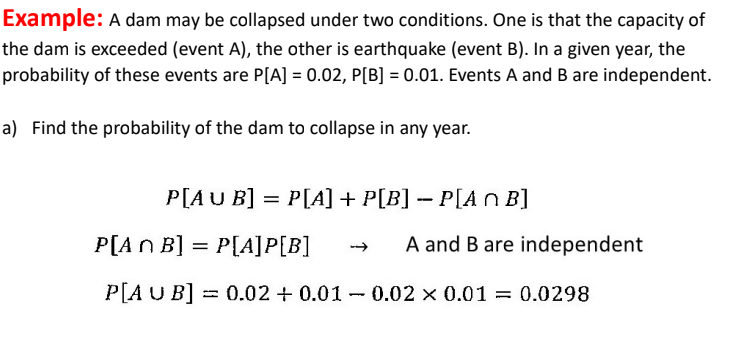 Example: A dam may be collapsed under two conditions. One is that the capacity of
the dam is exceeded (event A), the other is earthquake (event B). In a given year, the
probability of these events are P[A] = 0.02, P[B] = 0.01. Events A and B are independent.
a) Find the probability of the dam to collapse in any year.
P[A ∪ B] = P[A] + P[B] − P[A ∩ B]
P[A ∩ B] = P[A]P[B] → A and B are independent
P[A ∪ B] = 0.02 + 0.01 − 0.02 × 0.01 = 0.0298